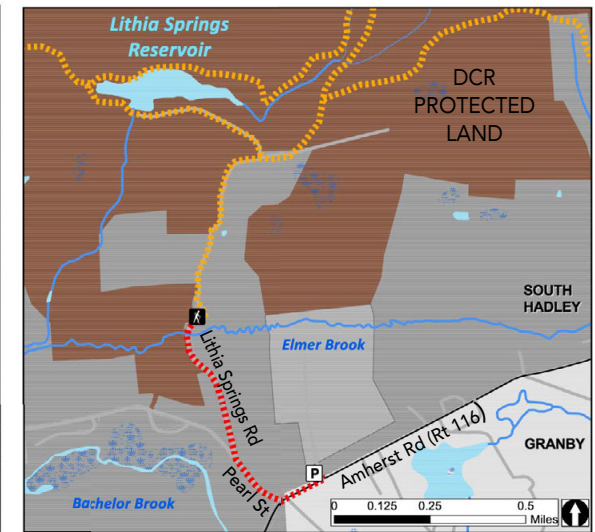 Lithia Springs
Reservoir
DCR
PROTECTED
LAND
SOUTH
HADLEY
Elmer Brook
Lithia Springs Rd
Amherst Rd (Rt 116)
GRANBY
P
Pearl St
Bachelor Brook
0 0.125 0.25 0.5
Miles